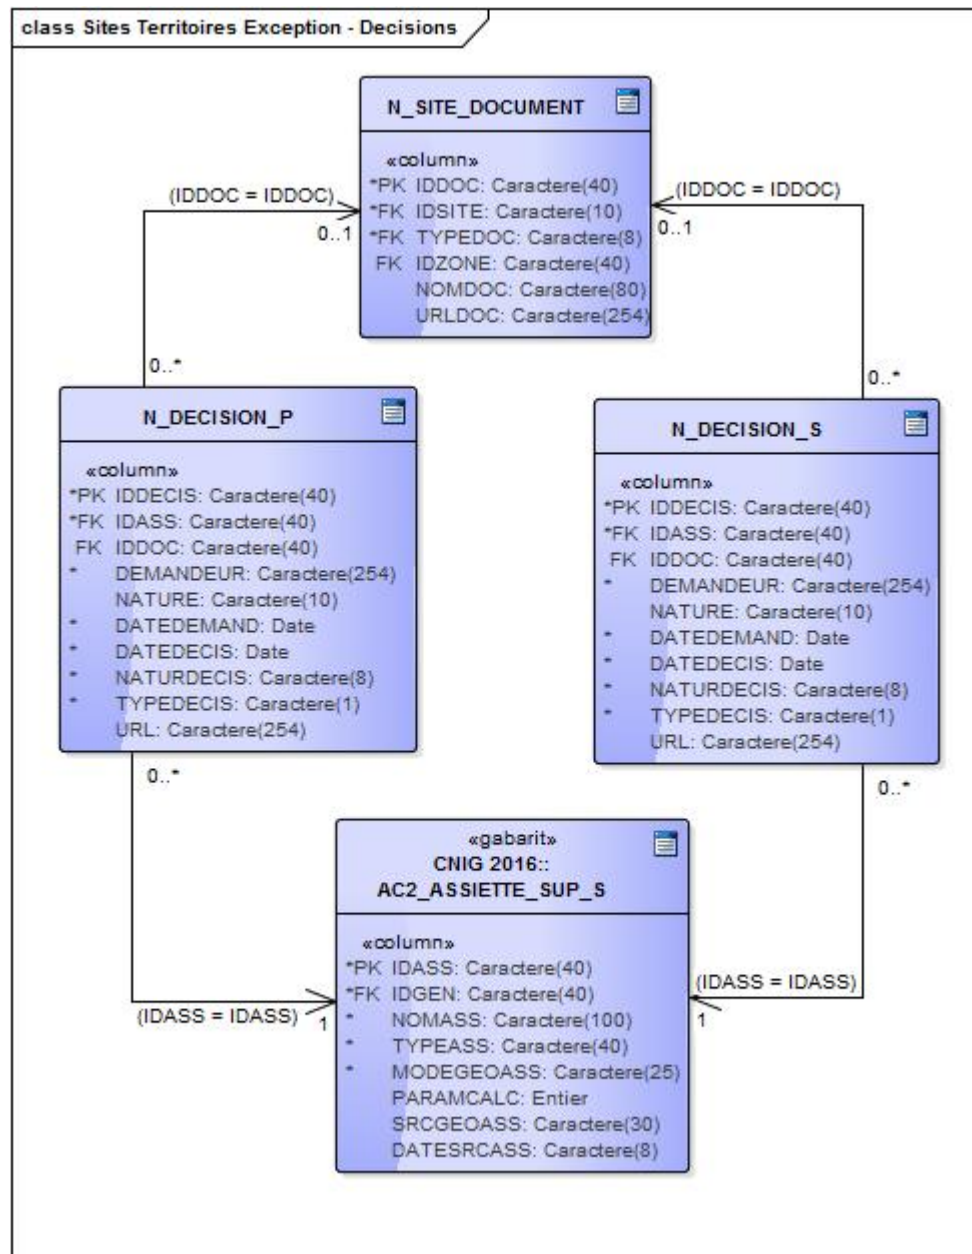 class Sites Territoires Exception - Decisions
N_SITE_DOCUMENT
«column»
*PK IDDOC: Caractere(40)
*FK IDSITE: Caractere(10)
*FK TYPEDOC: Caractere(8)
FK IDZONE: Caractere(40)
NOMDOC: Caractere(80)
URLDOC: Caractere(254)
(IDDOC = IDDOC)
0..1
0..*
(IDDOC = IDDOC)
0..1
0..*
N_DECISION_P
«column»
*PK IDDECIS: Caractere(40)
*FK IDASS: Caractere(40)
FK IDDOC: Caractere(40)
* DEMANDEUR: Caractere(254)
NATURE: Caractere(10)
* DATEDEMAND: Date
* DATEDECIS: Date
* NATURDECIS: Caractere(8)
* TYPEDECIS: Caractere(1)
URL: Caractere(254)
N_DECISION_S
«column»
*PK IDDECIS: Caractere(40)
*FK IDASS: Caractere(40)
FK IDDOC: Caractere(40)
* DEMANDEUR: Caractere(254)
NATURE: Caractere(10)
* DATEDEMAND: Date
* DATEDECIS: Date
* NATURDECIS: Caractere(8)
* TYPEDECIS: Caractere(1)
URL: Caractere(254)
0..*
(IDASS = IDASS)
1
0..*
(IDASS = IDASS)
1
«gabarit»
CNIG 2016::
AC2_ASSIETTE_SUP_S
«column»
*PK IDASS: Caractere(40)
*FK IDGEN: Caractere(40)
* NOMASS: Caractere(100)
* TYPEASS: Caractere(40)
* MODEGEOASS: Caractere(25)
PARAMCALC: Entier
SRCGEOASS: Caractere(30)
DATESRCASS: Caractere(8)